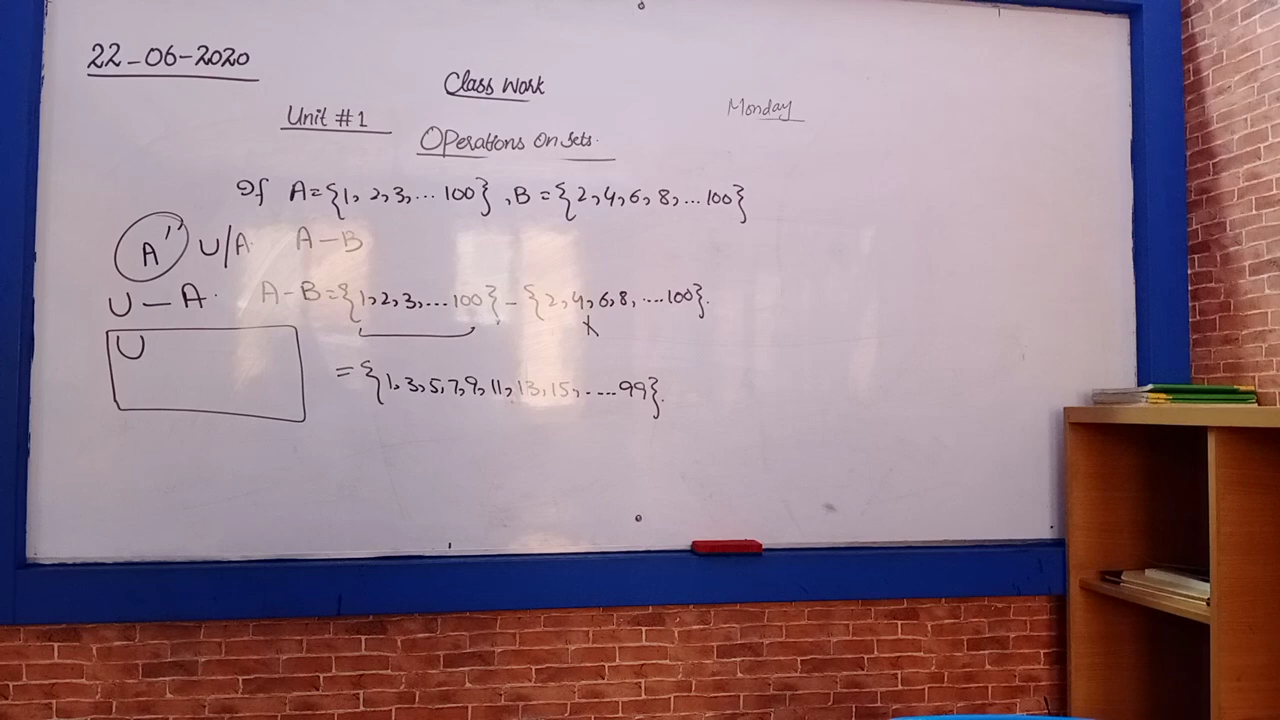 22-06-2020
Class Work
Monday
Unit #1
Operations On Sets.
If A={1, 2,3,... 100} ,B={2,4,6,8,...100}
A' U/A. A-B
U-A. A-B={1,2,3,...100} - {2,4,6,8,....100}.
U
={1,3,5,7,9,11,13,15,.....99}.